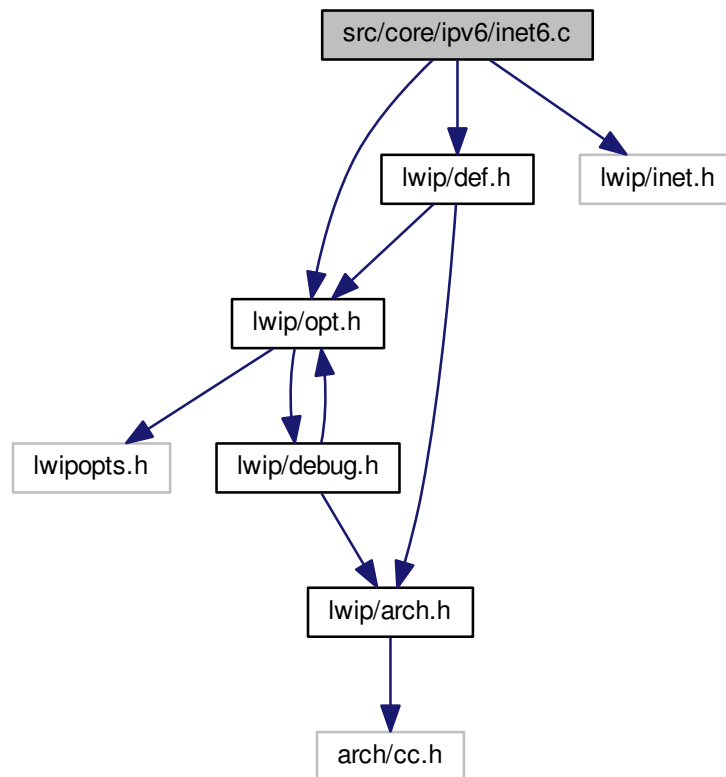 src/core/ipv6/inet6.c
lwip/def.h
lwip/inet.h
lwip/opt.h
lwipopts.h
lwip/debug.h
lwip/arch.h
arch/cc.h